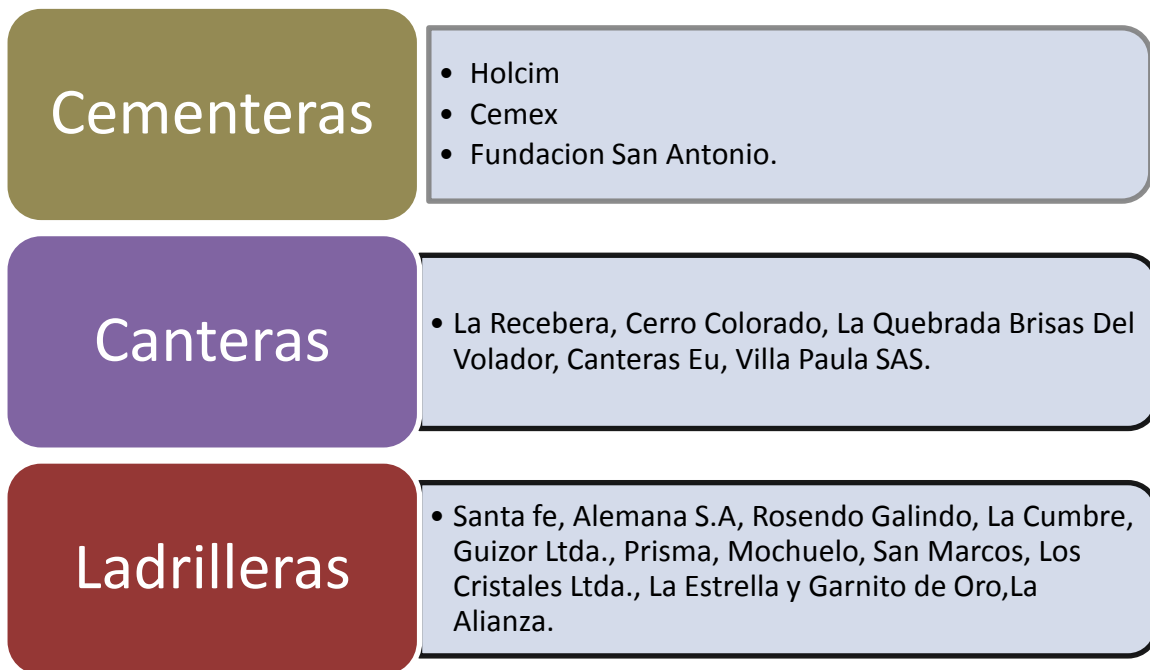 Cementeras
• Holcim
• Cemex
• Fundacion San Antonio.
Canteras
• La Recebera, Cerro Colorado, La Quebrada Brisas Del
Volador, Canteras Eu, Villa Paula SAS.
Ladrilleras
• Santa fe, Alemana S.A, Rosendo Galindo, La Cumbre,
Guizor Ltda., Prisma, Mochuelo, San Marcos, Los
Cristales Ltda., La Estrella y Garnito de Oro,La
Alianza.